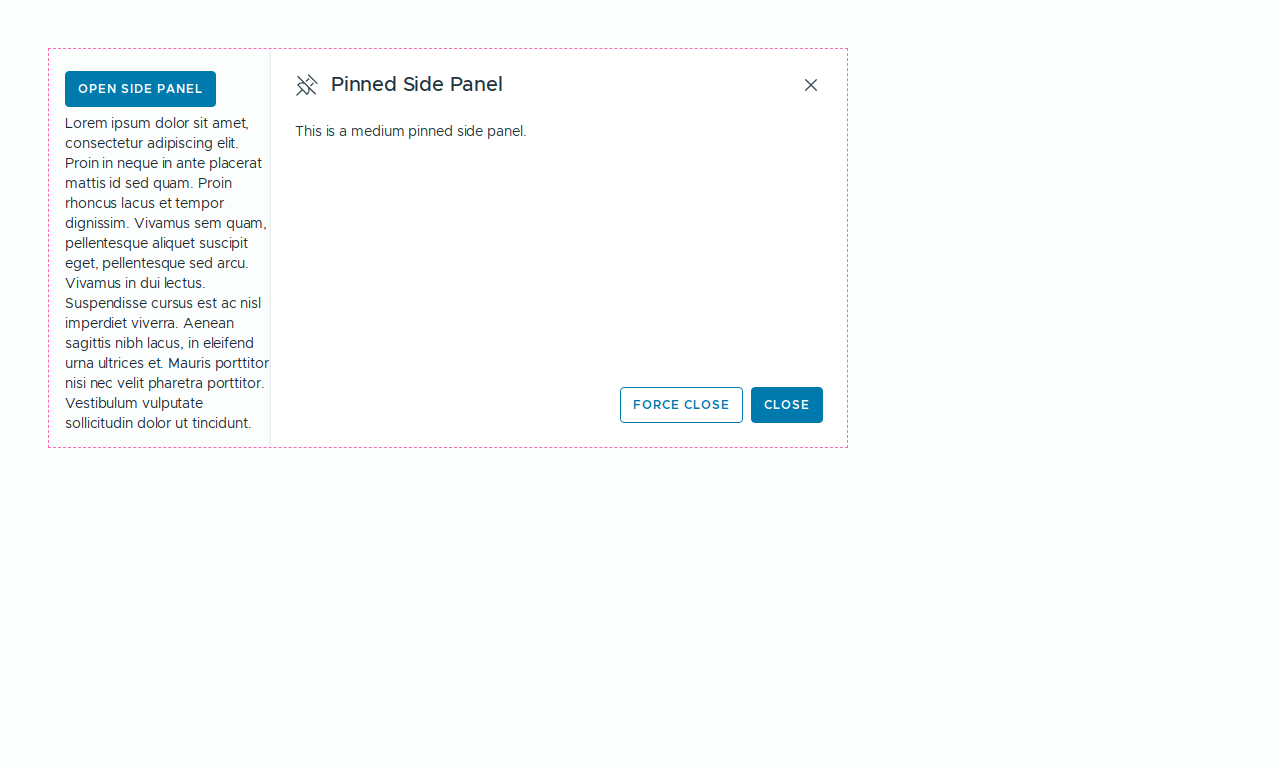 OPEN SIDE PANEL
Lorem ipsum dolor sit amet,
consectetur adipiscing elit.
Proin in neque in ante placerat
mattis id sed quam. Proin
rhoncus lacus et tempor
dignissim. Vivamus sem quam,
pellentesque aliquet suscipit
eget, pellentesque sed arcu.
Vivamus in dui lectus.
Suspendisse cursus est ac nisl
imperdiet viverra. Aenean
sagittis nibh lacus, in eleifend
urna ultrices et. Mauris porttitor
nisi nec velit pharetra porttitor.
Vestibulum vulputate
sollicitudin dolor ut tincidunt.
Pinned Side Panel
This is a medium pinned side panel.
FORCE CLOSE
CLOSE